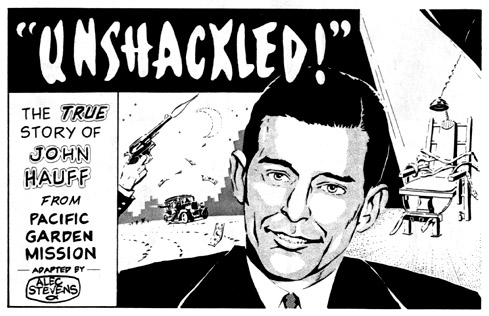 "UNSHACKLED!"
THE TRUE
STORY OF
JOHN
HAUFF
FROM
PACIFIC
GARDEN
MISSION
ADAPTED BY
ALEC
STEVENS